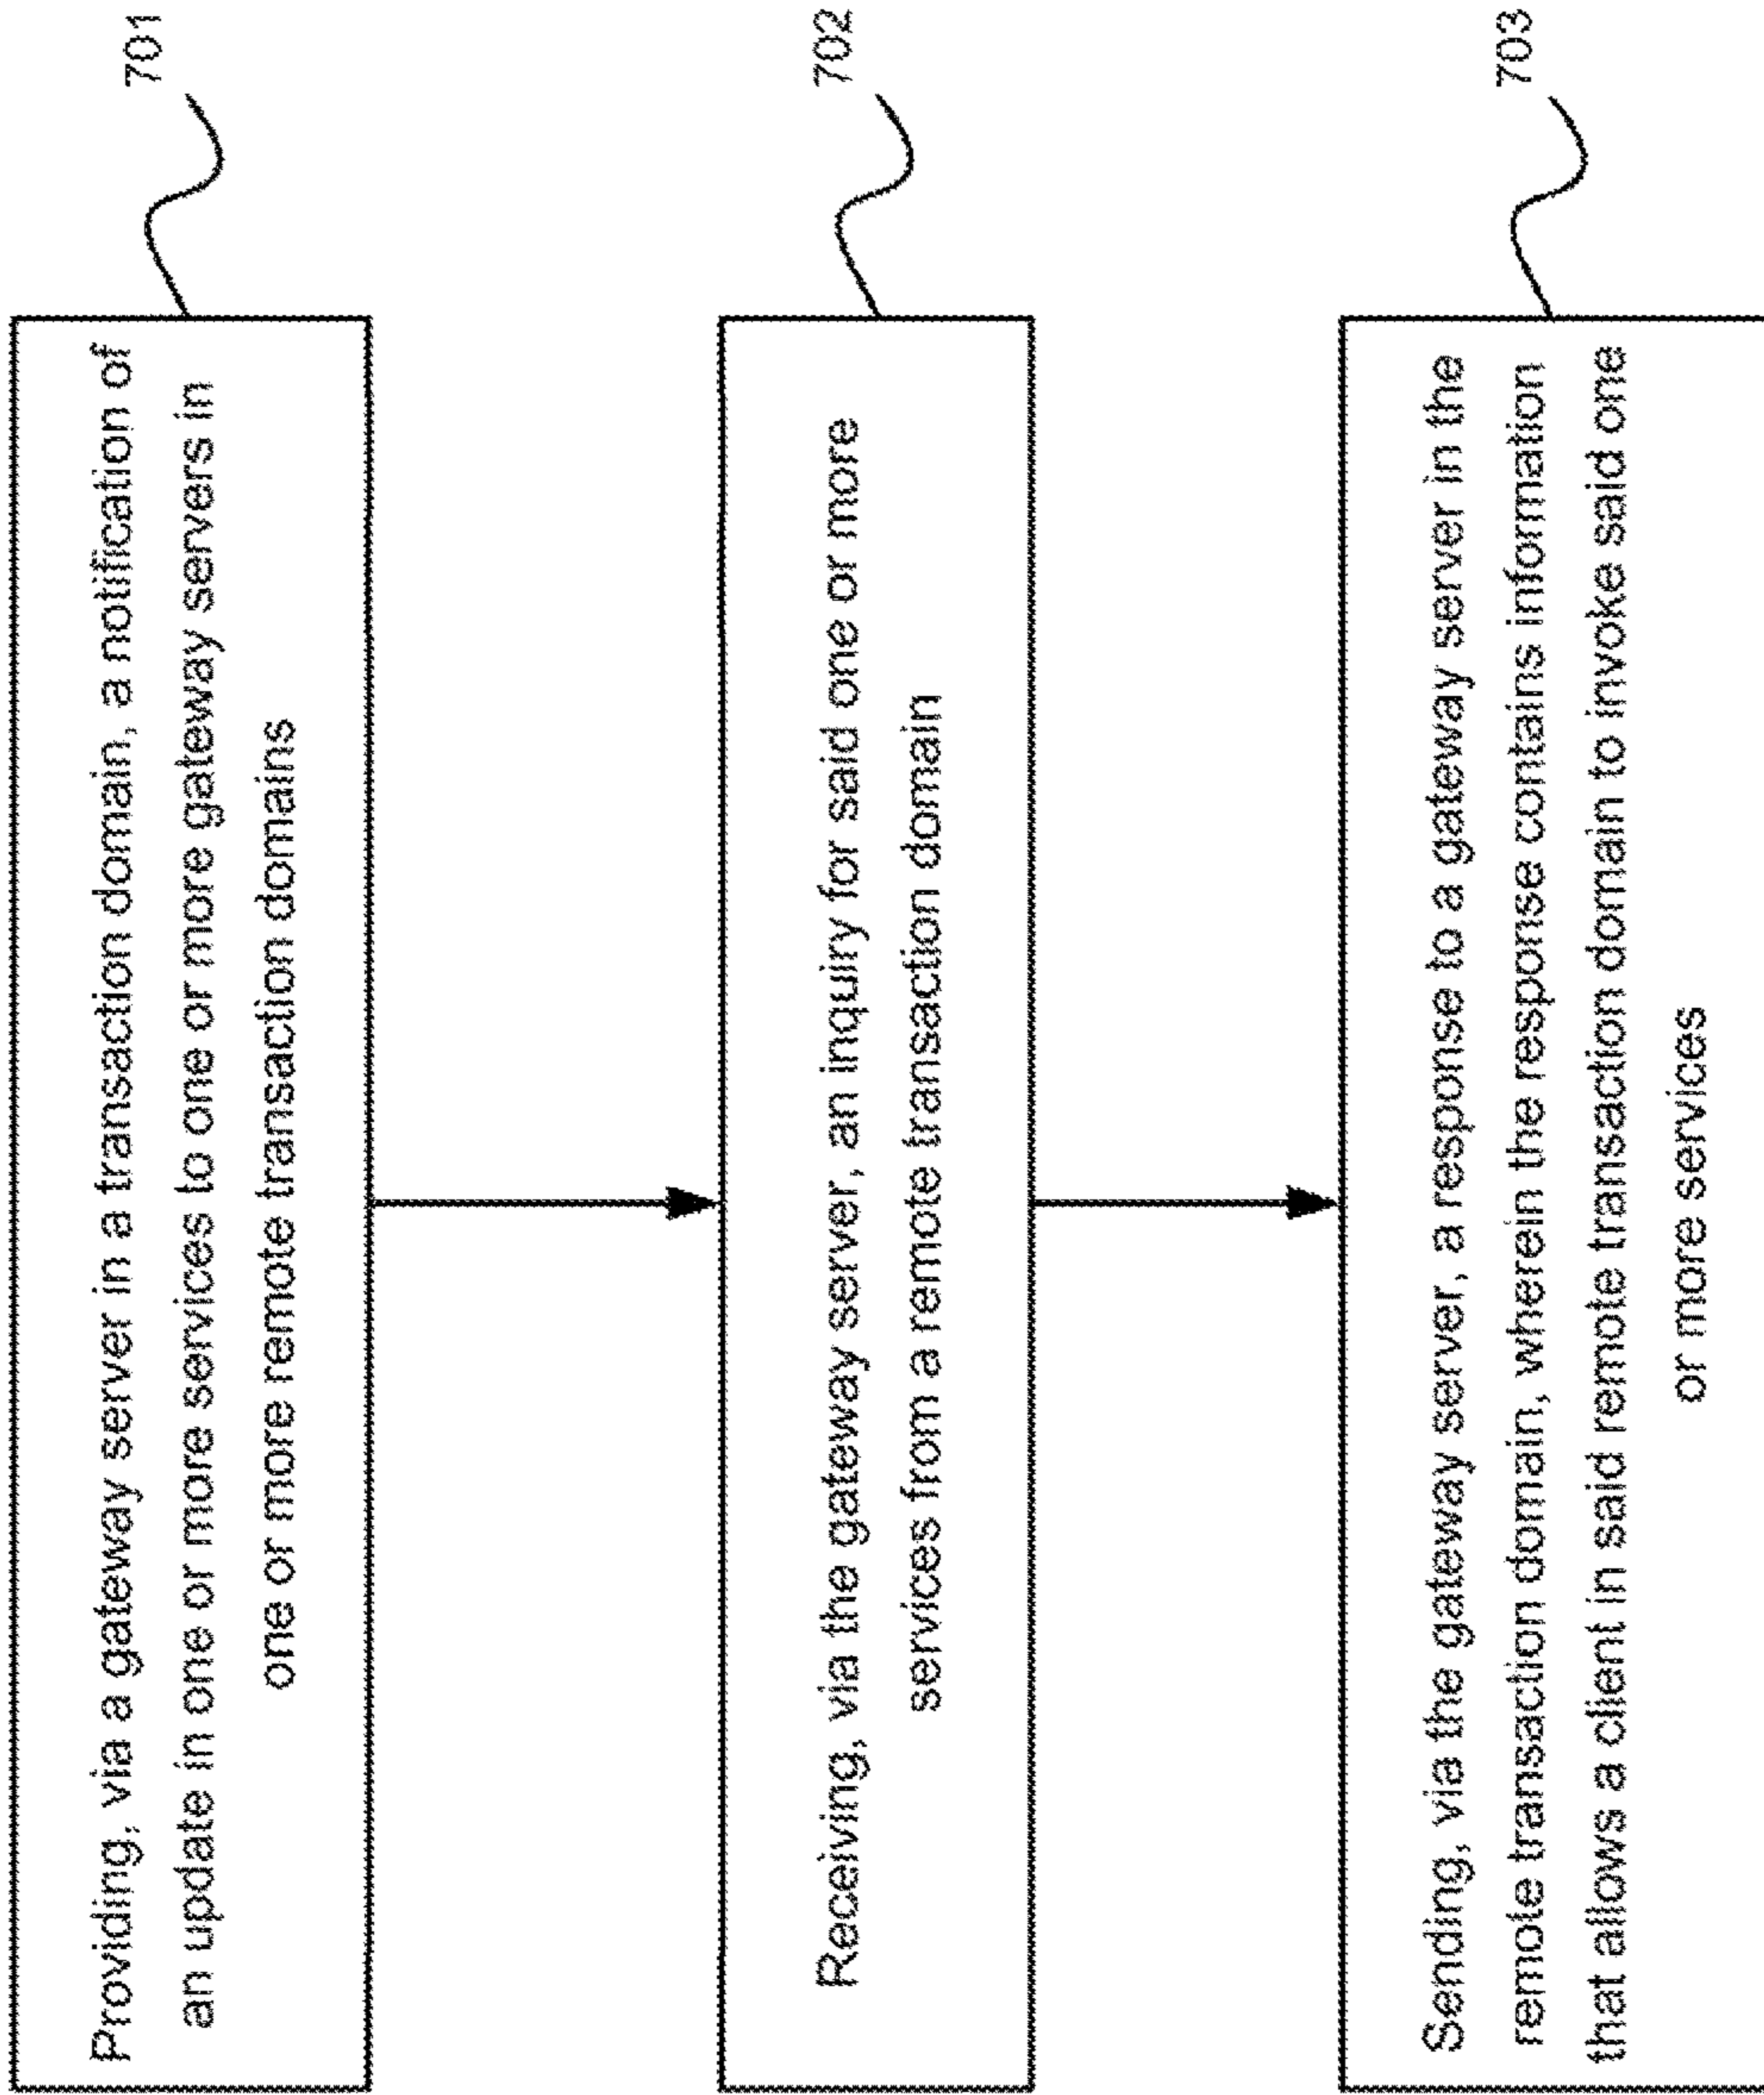 Providing, via a gateway server in a transaction domain, a notification of
an update in one or more services to one or more gateway servers in
one or more remote transaction domains
701
Receiving, via the gateway server, an inquiry for said one or more
services from a remote transaction domain
702
Sending, via the gateway server, a response to a gateway server in the
remote transaction domain, wherein the response contains information
that allows a client in said remote transaction domain to invoke said one
or more services
703